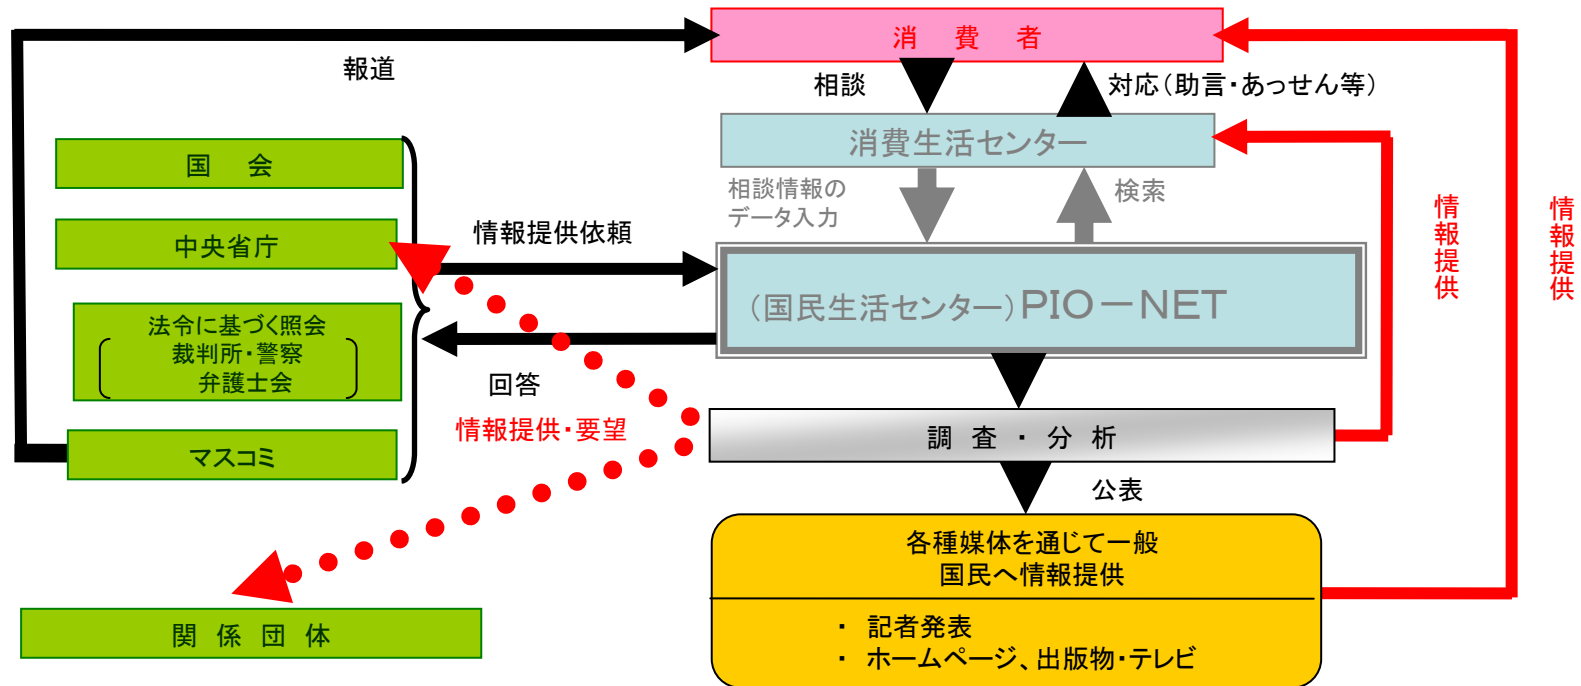 消　費　者
報道
相談
対応（助言・あっせん等）
国　会
消費生活センター
相談情報の
データ入力
検索
中央省庁
情報提供依頼
情報提供
情報提供
（国民生活センター）ＰＩＯ－ＮＥＴ
法令に基づく照会
裁判所・警察
弁護士会
回答
情報提供・要望
調　査　・　分　析
マスコミ
公表
各種媒体を通じて一般
国民へ情報提供
・ 記者発表
・ ホームページ、出版物・テレビ
関　係　団　体